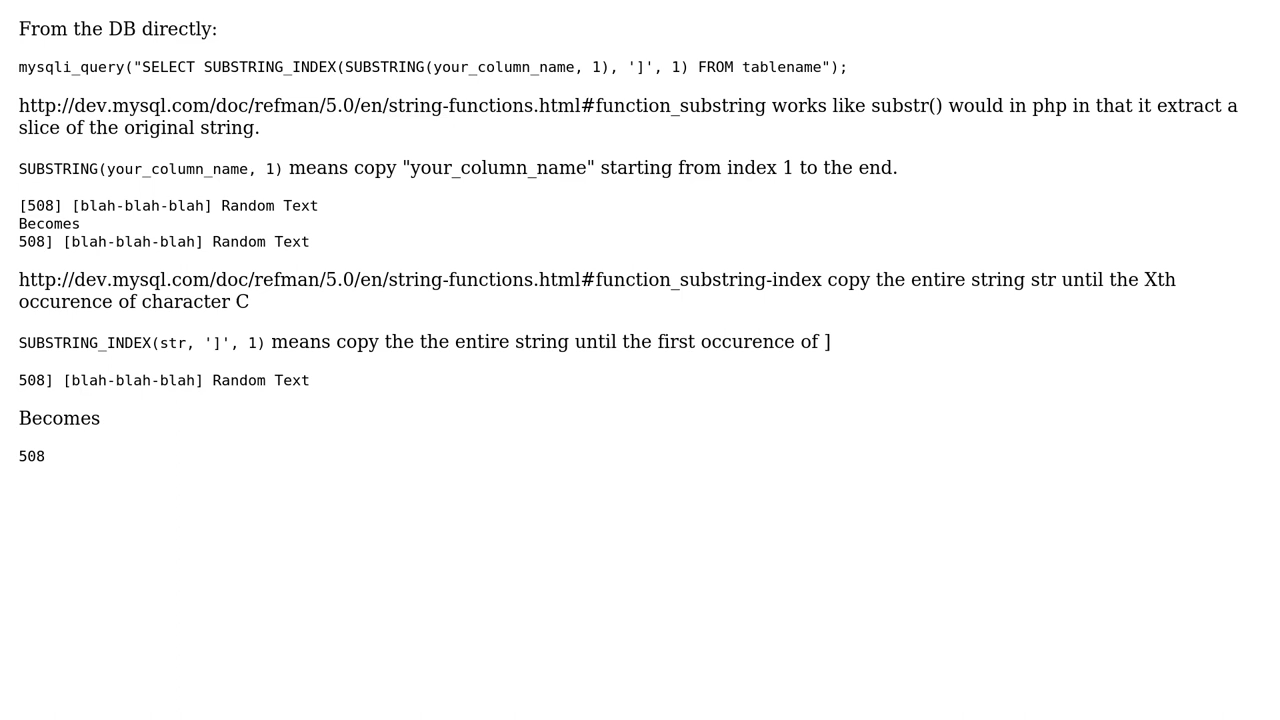 From the DB directly:
mysqli_query("SELECT SUBSTRING_INDEX(SUBSTRING(your_column_name, 1), ']', 1) FROM tablename");
http://dev.mysql.com/doc/refman/5.0/en/string-functions.html#function_substring works like substr() would in php in that it extract a
slice of the original string.
SUBSTRING(your_column_name, 1) means copy "your_column_name" starting from index 1 to the end.
[508] [blah-blah-blah] Random Text
Becomes
508] [blah-blah-blah] Random Text
http://dev.mysql.com/doc/refman/5.0/en/string-functions.html#function_substring-index copy the entire string str until the Xth
occurence of character C
SUBSTRING_INDEX(str, ']', 1) means copy the the entire string until the first occurence of ]
508] [blah-blah-blah] Random Text
Becomes
508